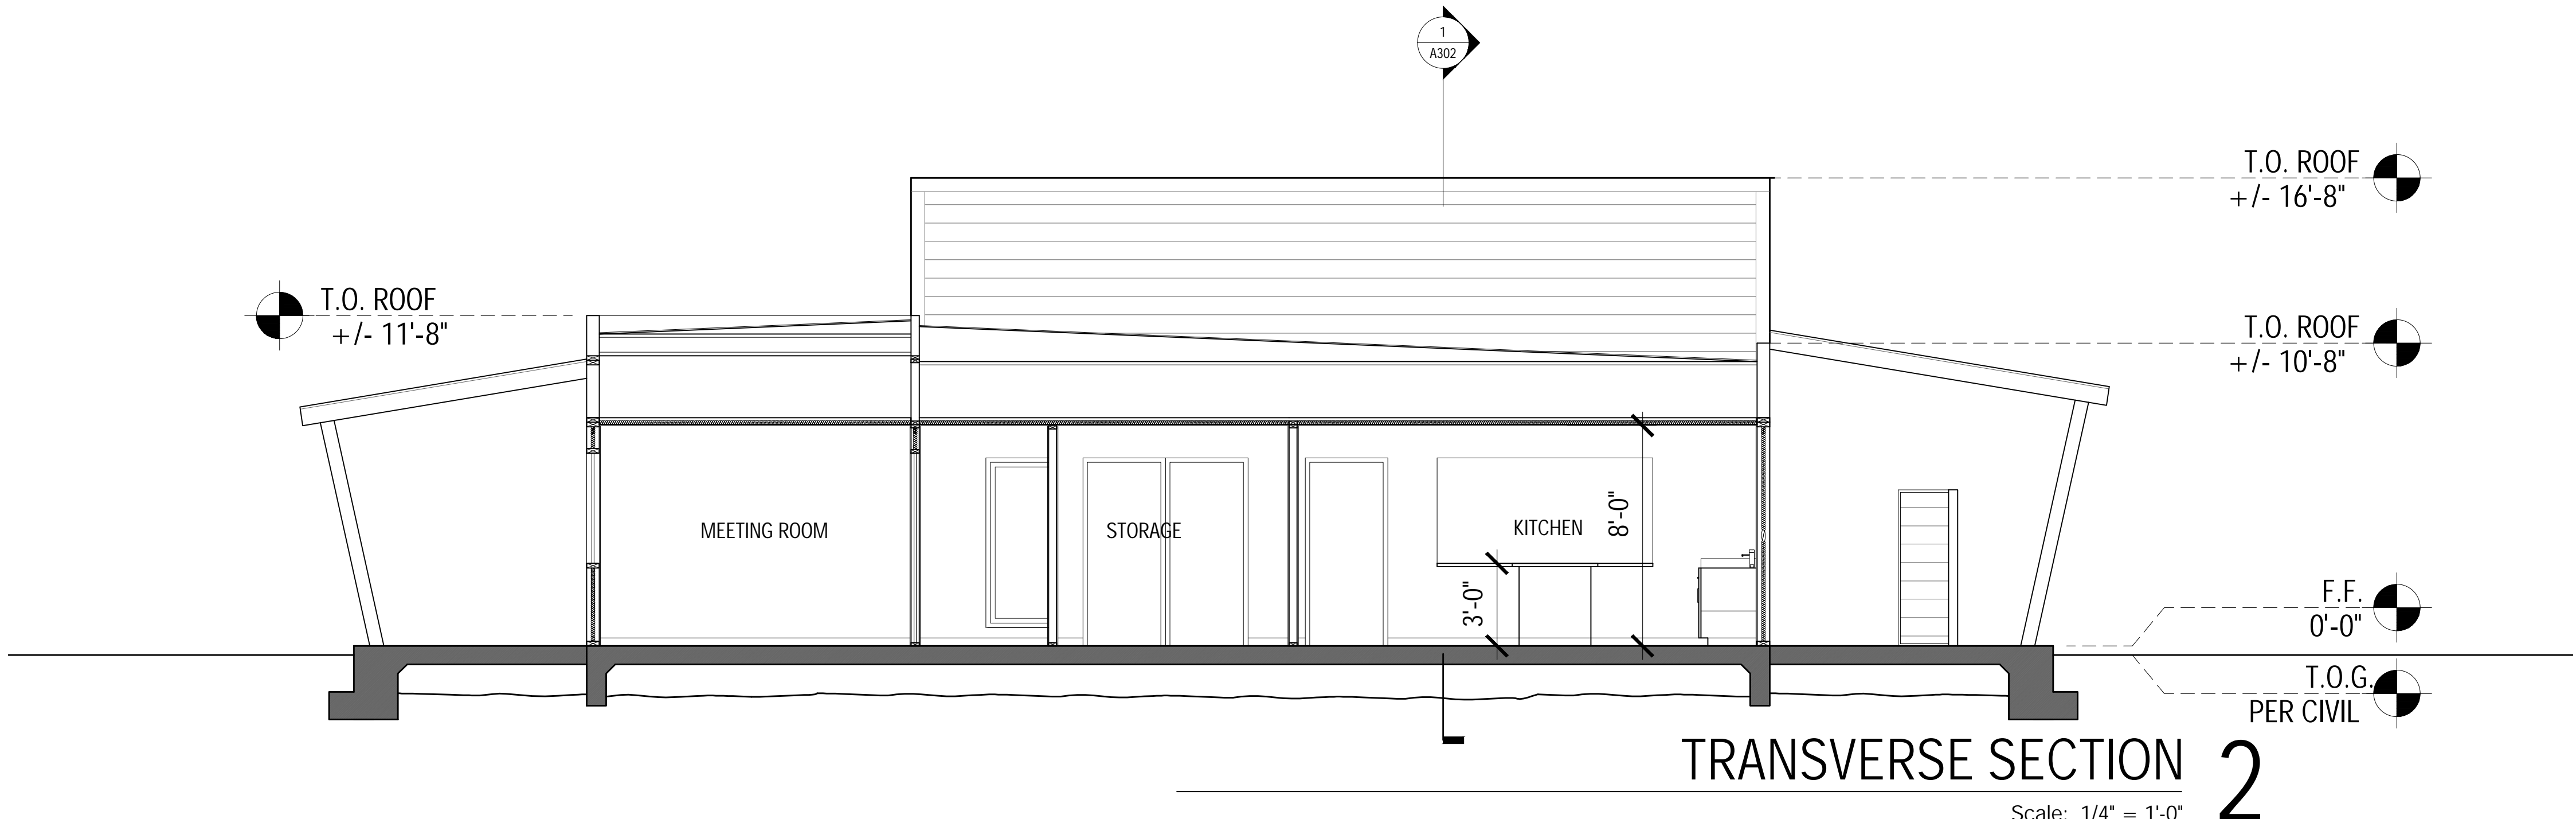 1
A302
T.O. ROOF
+/- 16'-8"
T.O. ROOF
+/- 11'-8"
T.O. ROOF
+/- 10'-8"
MEETING ROOM
STORAGE
KITCHEN
8'-0"
3'-0"
F.F.
0'-0"
T.O.G.
PER CIVIL
TRANSVERSE SECTION 2
Scale: 1/4" = 1'-0"